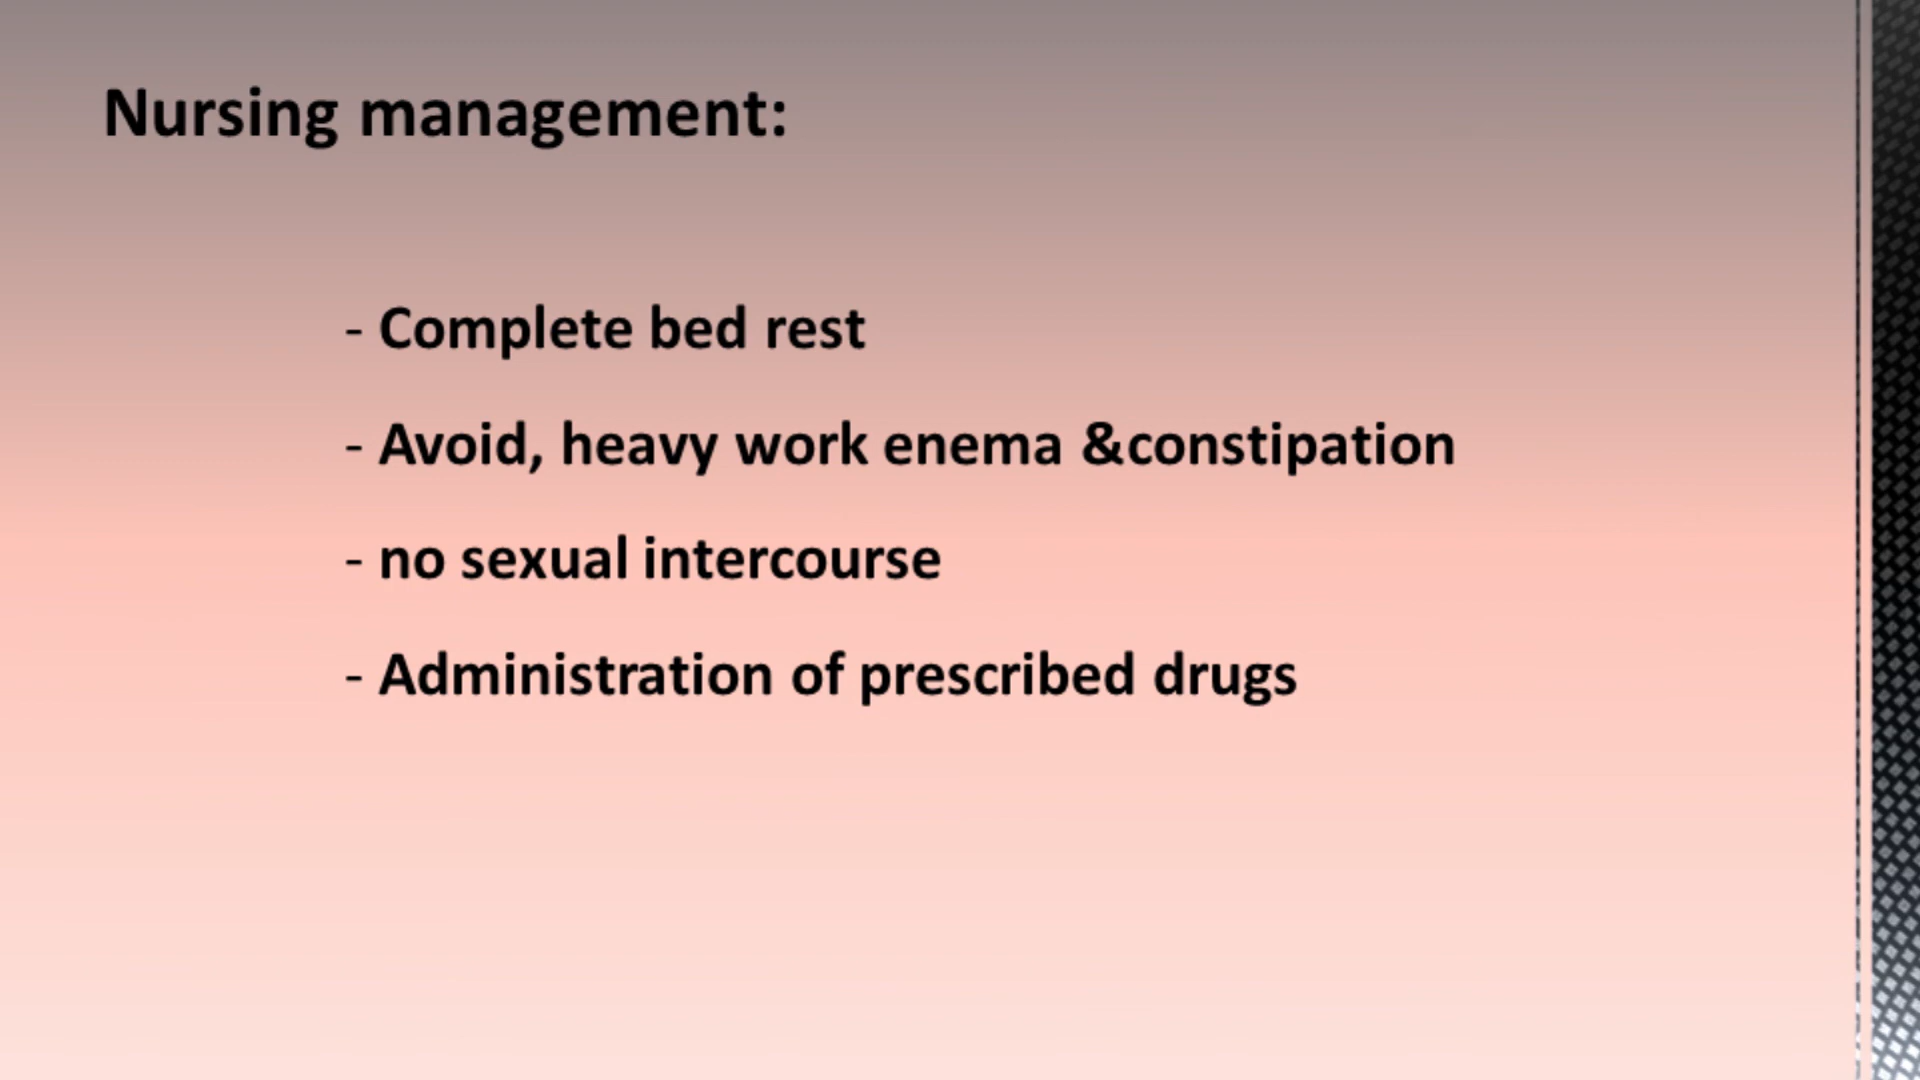 Nursing management:
- Complete bed rest
- Avoid, heavy work enema &constipation
- no sexual intercourse
- Administration of prescribed drugs